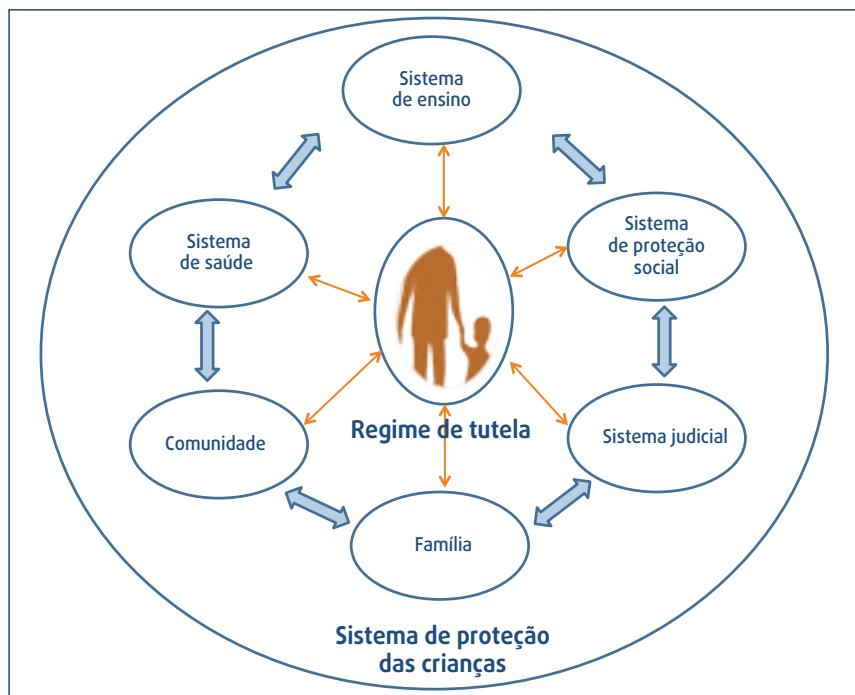 Sistema
de ensino
Sistema
de saúde
Sistema
de proteção
social
Comunidade
Regime de tutela
Sistema judicial
Família
Sistema de proteção
das crianças